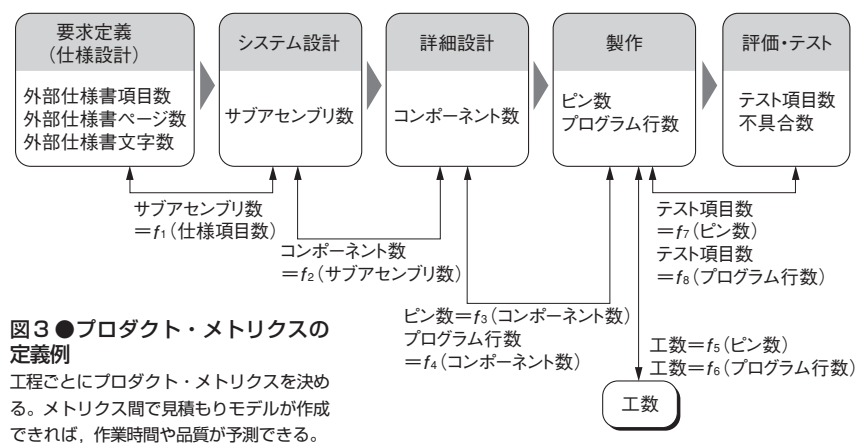 要求定義
(仕様設計)
外部仕様書項目数
外部仕様書ページ数
外部仕様書文字数
システム設計
サブアセンブリ数
詳細設計
コンポーネント数
製作
ピン数
プログラム行数
評価・テスト
テスト項目数
不具合数
サブアセンブリ数
=f1(仕様項目数)
コンポーネント数
=f2(サブアセンブリ数)
ピン数=f3(コンポーネント数)
プログラム行数
=f4(コンポーネント数)
テスト項目数
=f7(ピン数)
テスト項目数
=f8(プログラム行数)
工数=f5(ピン数)
工数=f6(プログラム行数)
工数
図3●プロダクト・メトリクスの
定義例
工程ごとにプロダクト・メトリクスを決め
る。メトリクス間で見積もりモデルが作成
できれば,作業時間や品質が予測できる。